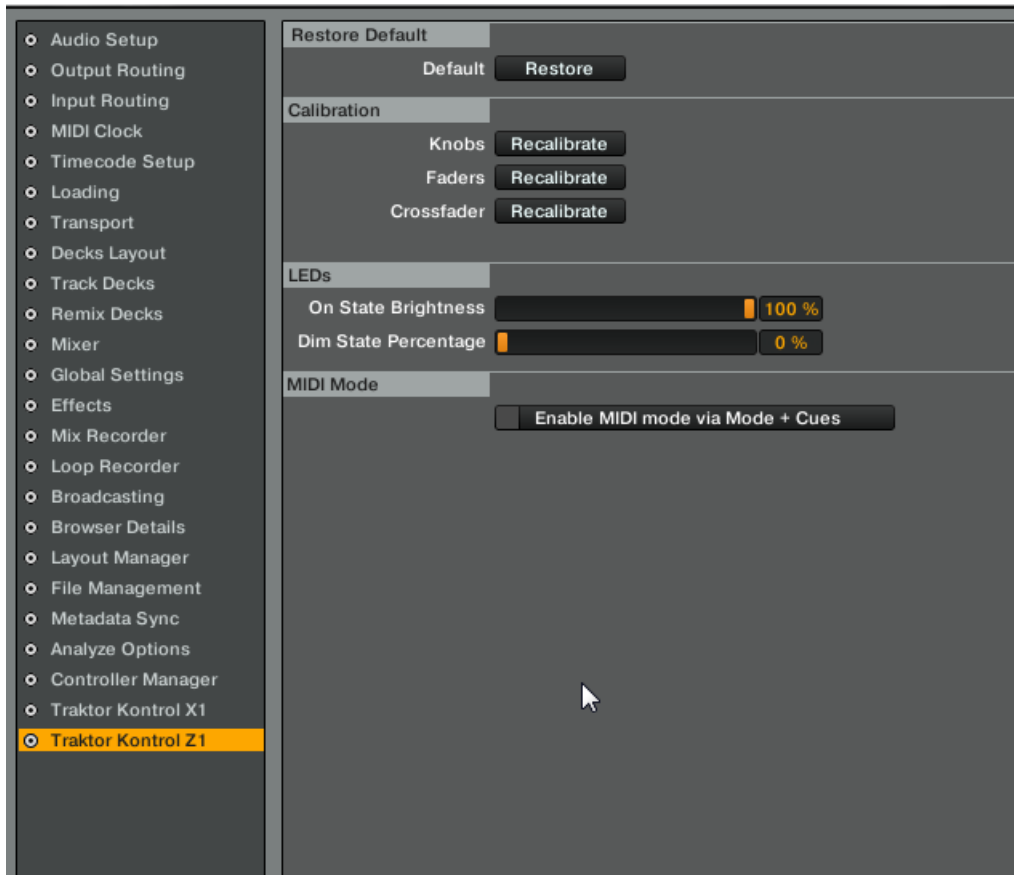 Audio Setup
Output Routing
Input Routing
MIDI Clock
Timecode Setup
Loading
Transport
Decks Layout
Track Decks
Remix Decks
Mixer
Global Settings
Effects
Mix Recorder
Loop Recorder
Broadcasting
Browser Details
Layout Manager
File Management
Metadata Sync
Analyze Options
Controller Manager
Traktor Kontrol X1
Traktor Kontrol Z1
Restore Default
Default Restore
Calibration
Knobs Recalibrate
Faders Recalibrate
Crossfader Recalibrate
LEDs
On State Brightness 100 %
Dim State Percentage 0 %
MIDI Mode
Enable MIDI mode via Mode + Cues